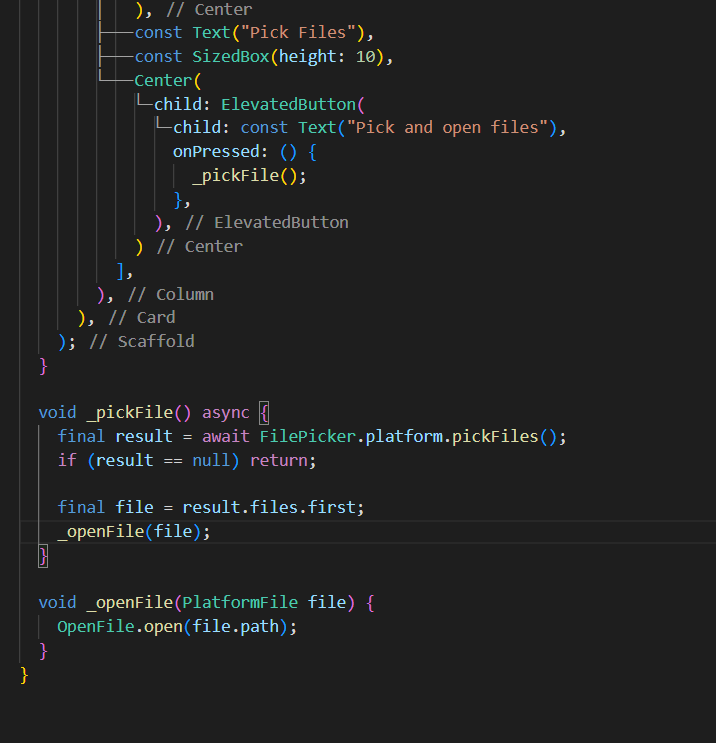 ), // Center
const Text("Pick Files"),
const SizedBox(height: 10),
Center(
child: ElevatedButton(
child: const Text("Pick and open files"),
onPressed: () {
_pickFile();
},
), // ElevatedButton
) // Center
],
), // Column
), // Card
); // Scaffold
}
void _pickFile() async {
final result = await FilePicker.platform.pickFiles();
if (result == null) return;
final file = result.files.first;
_openFile(file);
}
void _openFile(PlatformFile file) {
OpenFile.open(file.path);
}
}